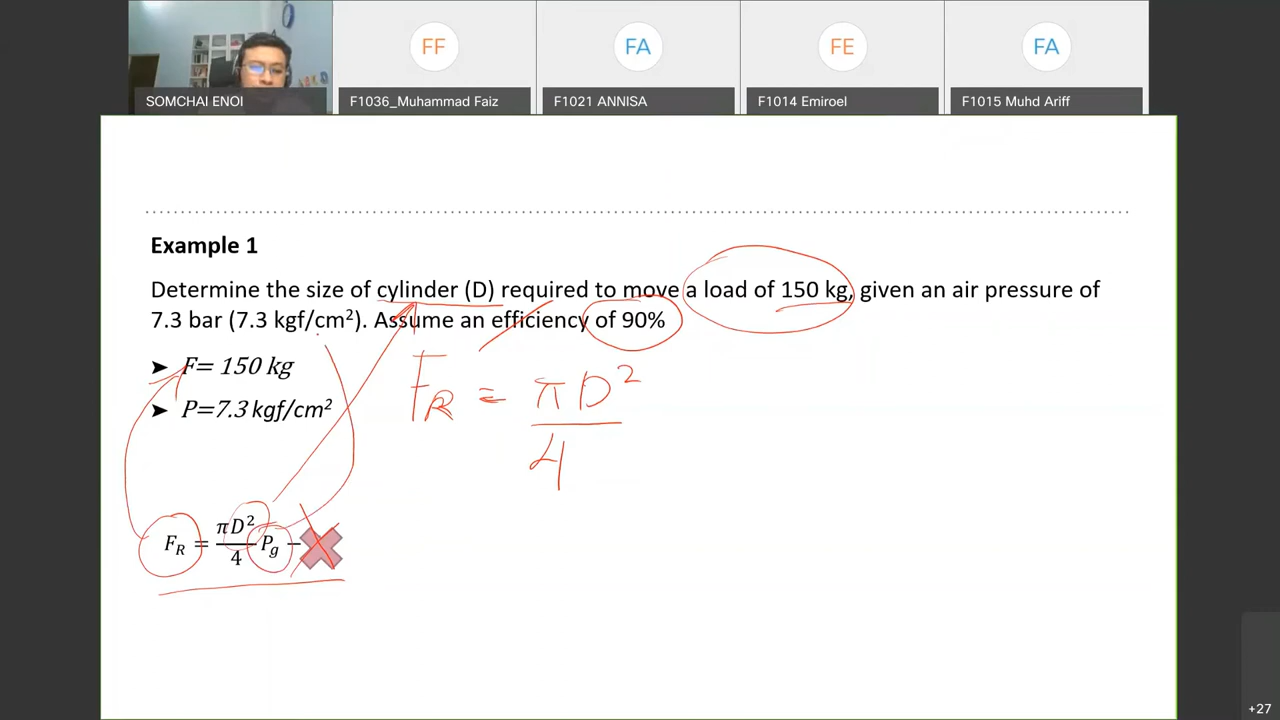 FF
FA
FE
FA
SOMCHAI ENOI
F1036_Muhammad Faiz
F1021 ANNISA
F1014 Emiroel
F1015 Muhd Ariff
Example 1
Determine the size of cylinder (D) required to move a load of 150 kg, given an air pressure of
7.3 bar (7.3 kgf/cm²). Assume an efficiency of 90%
➤ F= 150 kg
➤ P=7.3 kgf/cm²
F_R = πD²/4
F_R = πD²/4 P_g −
+27